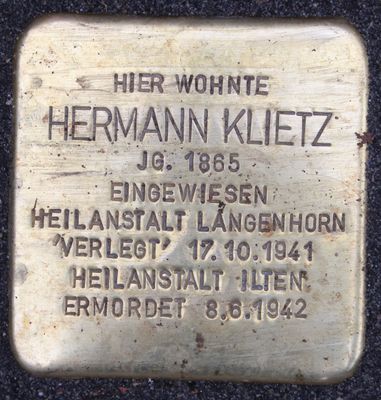 HIER WOHNTE
HERMANN KLIETZ
JG. 1865
EINGEWIESEN
HEILANSTALT LANGENHORN
'VERLEGT' 17.10.1941
HEILANSTALT ILTEN
ERMORDET 8.6.1942